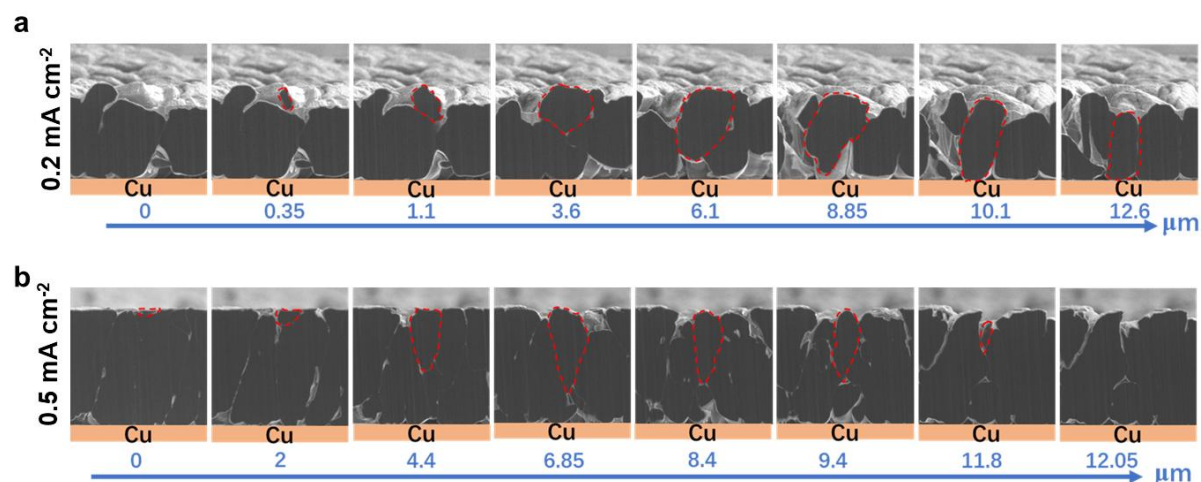 a
0.2 mA cm-2
Cu Cu Cu Cu Cu Cu Cu Cu
0 0.35 1.1 3.6 6.1 8.85 10.1 12.6
μm
b
0.5 mA cm-2
Cu Cu Cu Cu Cu Cu Cu Cu
0 2 4.4 6.85 8.4 9.4 11.8 12.05
μm